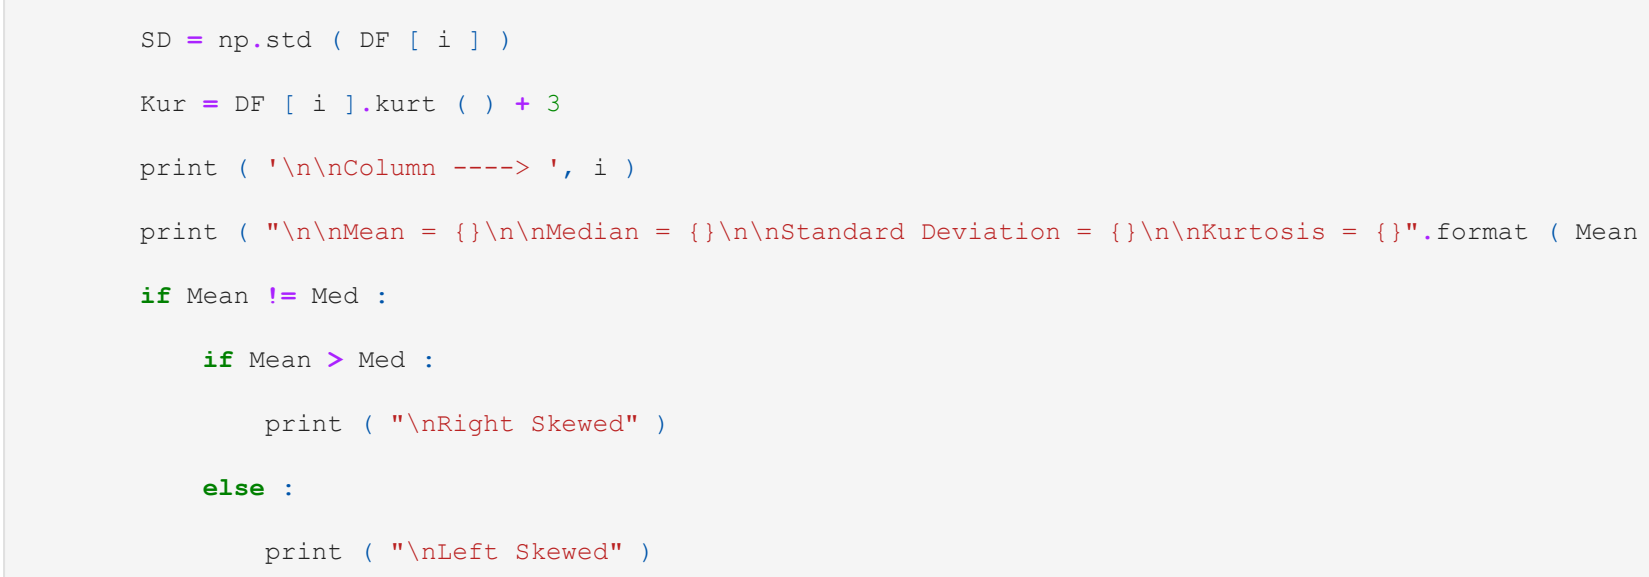 SD = np.std ( DF [ i ] )
Kur = DF [ i ].kurt ( ) + 3
print ( '\n\nColumn ----> ', i )
print ( "\n\nMean = {}\n\nMedian = {}\n\nStandard Deviation = {}\n\nKurtosis = {}".format ( Mean
if Mean != Med :
if Mean > Med :
print ( "\nRight Skewed" )
else :
print ( "\nLeft Skewed" )